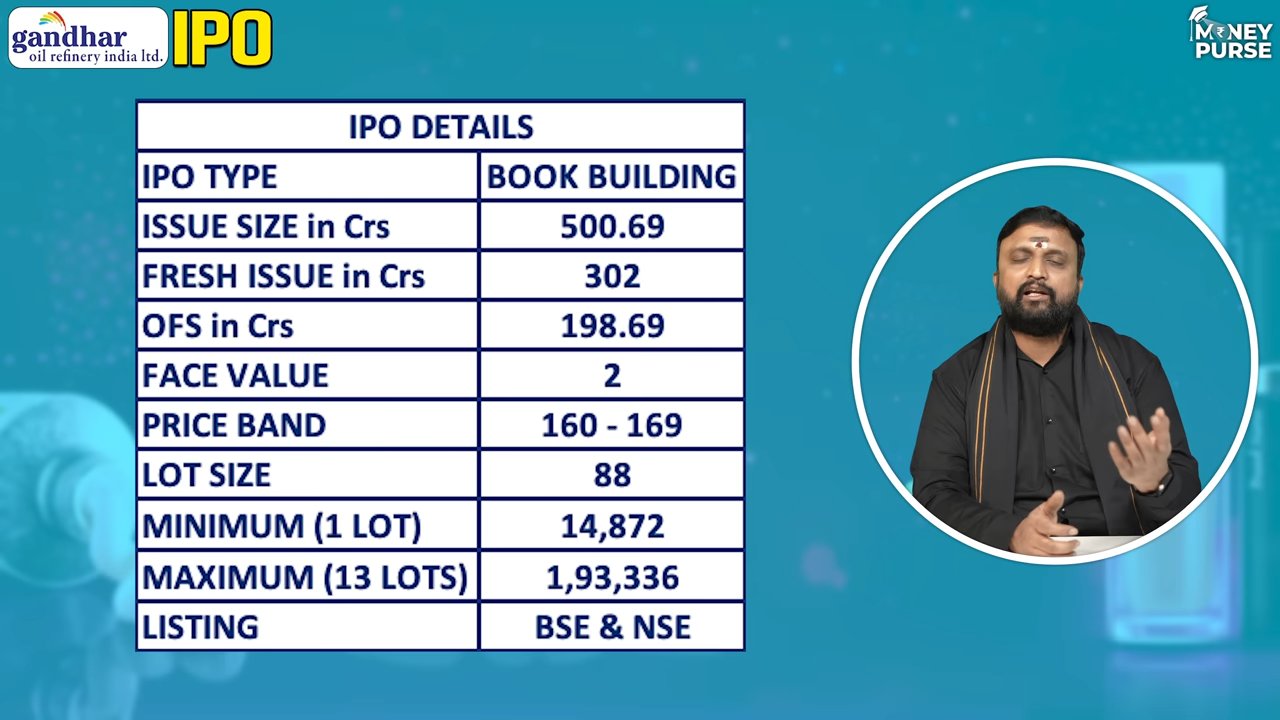 gandhar
oil refinery india ltd.
IPO
MONEY
PURSE
IPO DETAILS
IPO TYPE BOOK BUILDING
ISSUE SIZE in Crs 500.69
FRESH ISSUE in Crs 302
OFS in Crs 198.69
FACE VALUE 2
PRICE BAND 160 - 169
LOT SIZE 88
MINIMUM (1 LOT) 14,872
MAXIMUM (13 LOTS) 1,93,336
LISTING BSE & NSE